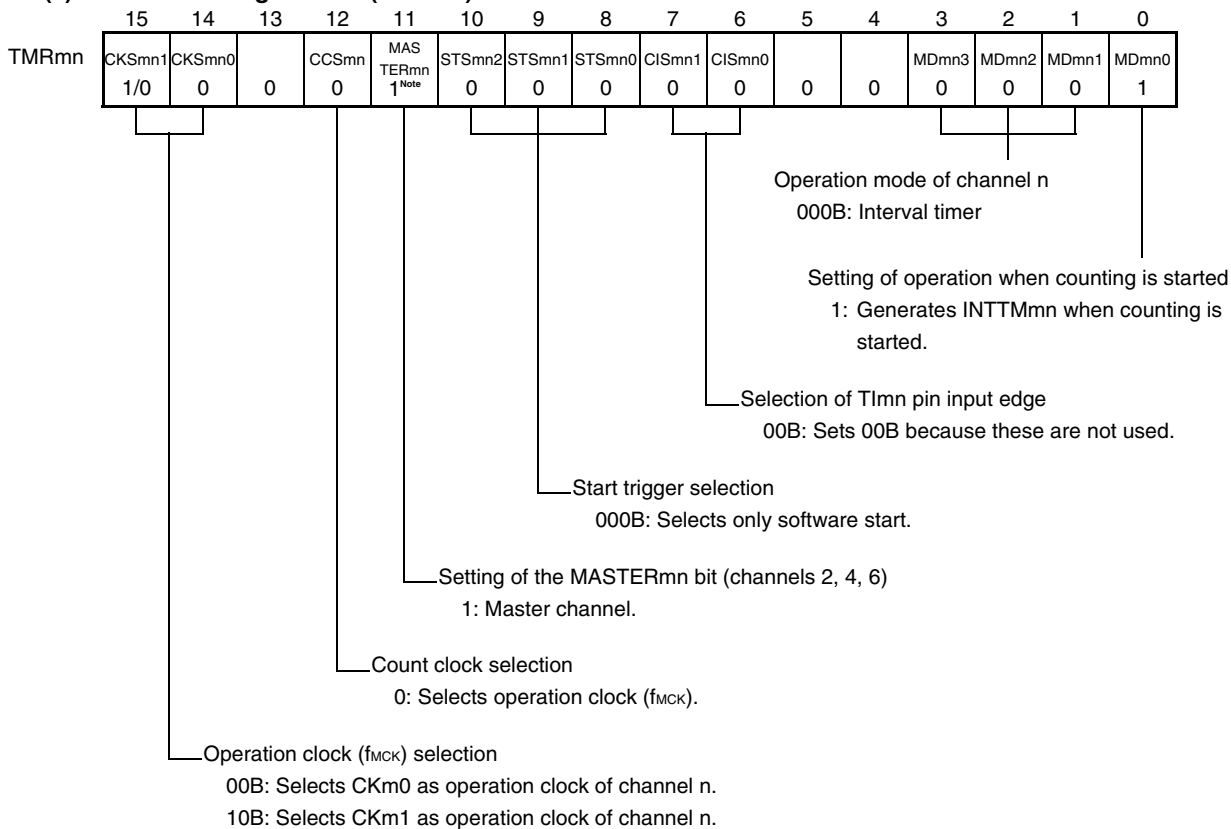 15 14 13 12 11 10 9 8 7 6 5 4 3 2 1 0
TMRmn CKSmn1 CKSmn0 CCSmn MAS TERmn STSmn2 STSmn1 STSmn0 CISmn1 CISmn0 MDmn3 MDmn2 MDmn1 MDmn0
1/0 0 0 0 1Note 0 0 0 0 0 0 0 0 0 0 1
Operation mode of channel n
000B: Interval timer
Setting of operation when counting is started
1: Generates INTTMmn when counting is
started.
Selection of TImn pin input edge
00B: Sets 00B because these are not used.
Start trigger selection
000B: Selects only software start.
Setting of the MASTERmn bit (channels 2, 4, 6)
1: Master channel.
Count clock selection
0: Selects operation clock (fMCK).
Operation clock (fMCK) selection
00B: Selects CKm0 as operation clock of channel n.
10B: Selects CKm1 as operation clock of channel n.